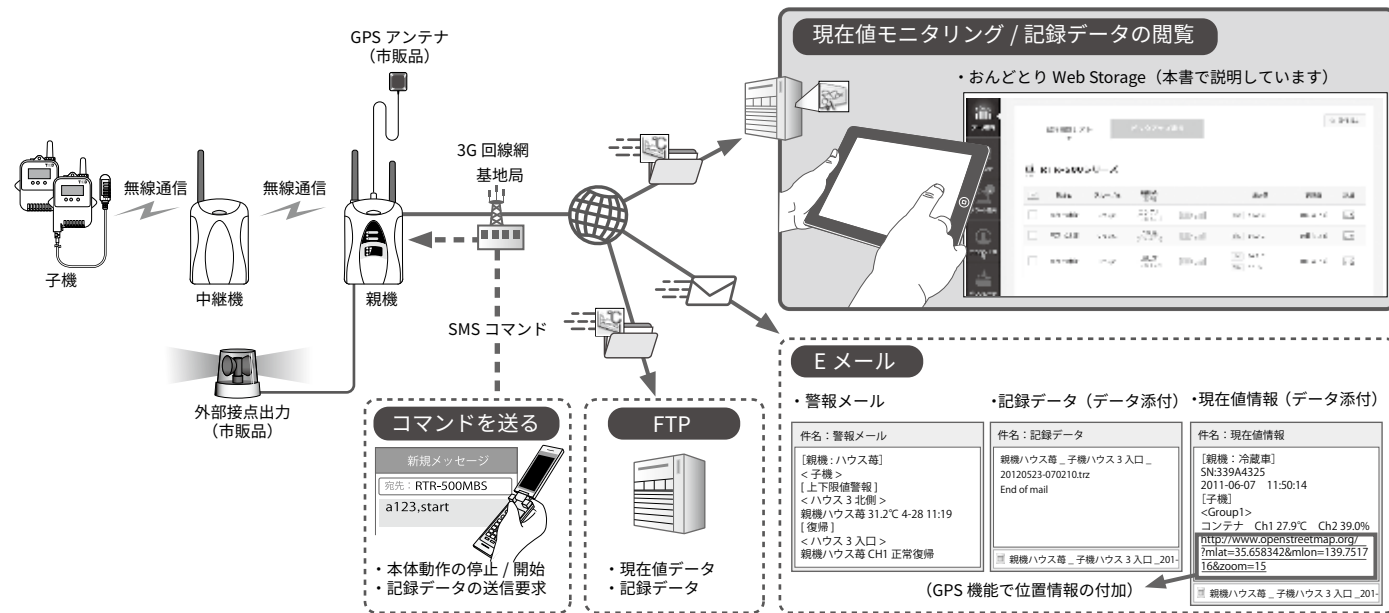 GPS アンテナ
（市販品）
3G 回線網
基地局
無線通信
無線通信
子機
中継機
親機
SMS コマンド
外部接点出力
（市販品）
現在値モニタリング / 記録データの閲覧
・おんどとり Web Storage（本書で説明しています）
RTR-500シリーズ
コマンドを送る
新規メッセージ
宛先：RTR-500MBS
a123,start
・本体動作の停止 / 開始
・記録データの送信要求
FTP
・現在値データ
・記録データ
E メール
・警報メール
件名：警報メール
［親機：ハウス苺］
< 子機 >
[ 上下限値警報 ]
< ハウス 3 北側 >
親機ハウス苺 31.2℃ 4-28 11:19
[ 復帰 ]
< ハウス 3 入口 >
親機ハウス苺 CH1 正常復帰
・記録データ（データ添付）
件名：記録データ
親機ハウス苺 _ 子機ハウス 3 入口 _
20120523-070210.trz
End of mail
親機ハウス苺 _ 子機ハウス 3 入口 _201-
・現在値情報（データ添付）
件名：現在値情報
［親機：冷蔵車］
SN:339A4325
2011-06-07 11:50:14
［子機］
<Group1>
コンテナ Ch1 27.9℃ Ch2 39.0%
http://www.openstreetmap.org/
?mlat=35.658342&mlon=139.7517
16&zoom=15
親機ハウス苺 _ 子機ハウス 3 入口 _201-
（GPS 機能で位置情報の付加）